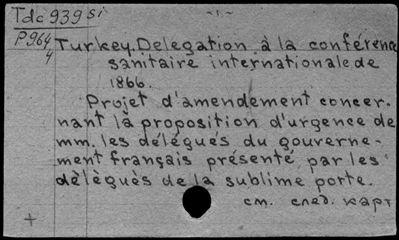 Tdc 939 si
P964
4
Turkey. Delegation à la conférence
sanitaire internationale de
1866.
Projet d'amendement concer-
nant la proposition d'urgence de
mm. les délégués du gouverne-
ment français présenté par les
dèlèguès de la sublime porte.
см. след. карт